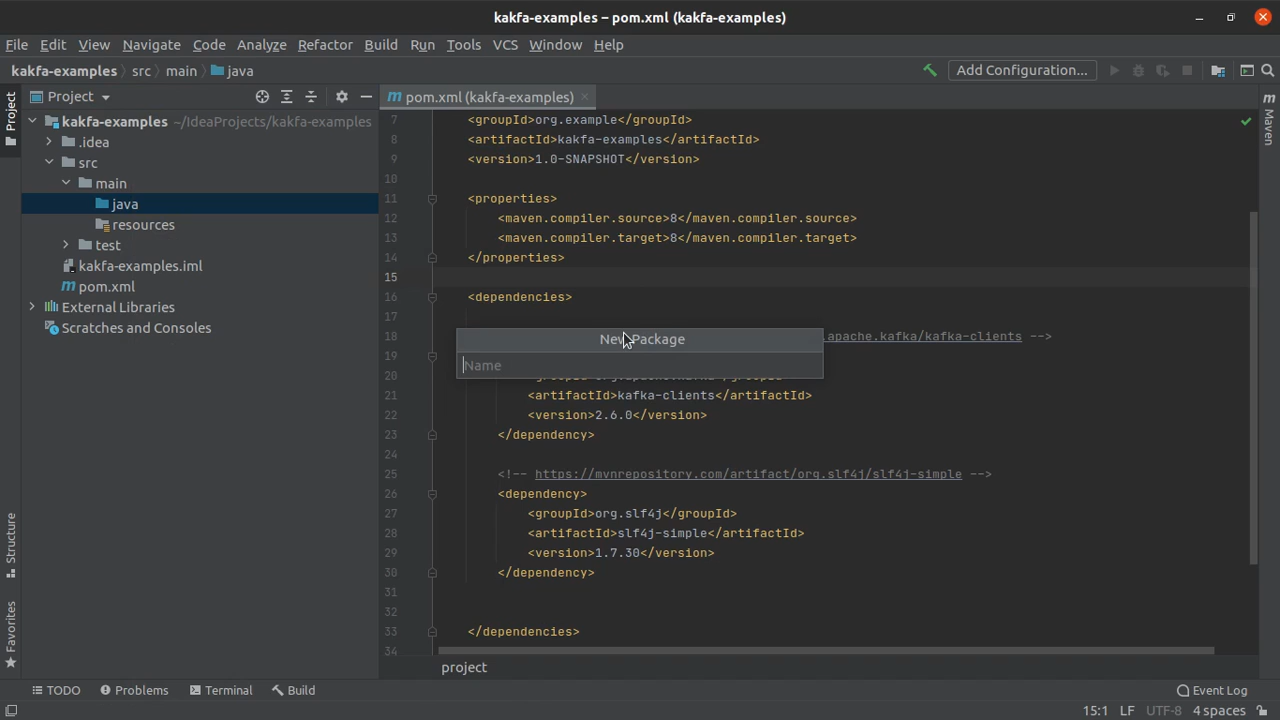 kakfa-examples – pom.xml (kakfa-examples)
File Edit View Navigate Code Analyze Refactor Build Run Tools VCS Window Help
kakfa-examples src main java Add Configuration...
Project pom.xml (kakfa-examples)
Project
Maven
Structure
Favorites
kakfa-examples ~/IdeaProjects/kakfa-examples
.idea
src
main
java
resources
test
kakfa-examples.iml
pom.xml
External Libraries
Scratches and Consoles
7 <groupId>org.example</groupId>
8 <artifactId>kakfa-examples</artifactId>
9 <version>1.0-SNAPSHOT</version>
10
11 <properties>
12 <maven.compiler.source>8</maven.compiler.source>
13 <maven.compiler.target>8</maven.compiler.target>
14 </properties>
15
16 <dependencies>
17
18 .apache.kafka/kafka-clients -->
New Package
19
Name
20
21 <artifactId>kafka-clients</artifactId>
22 <version>2.6.0</version>
23 </dependency>
24
25 <!-- https://mvnrepository.com/artifact/org.slf4j/slf4j-simple -->
26 <dependency>
27 <groupId>org.slf4j</groupId>
28 <artifactId>slf4j-simple</artifactId>
29 <version>1.7.30</version>
30 </dependency>
31
32
33 </dependencies>
34
project
TODO Problems Terminal Build Event Log
15:1 LF UTF-8 4 spaces